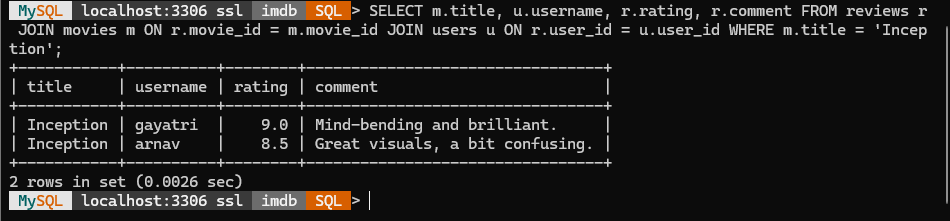 MySQL localhost:3306 ssl imdb SQL > SELECT m.title, u.username, r.rating, r.comment FROM reviews r
JOIN movies m ON r.movie_id = m.movie_id JOIN users u ON r.user_id = u.user_id WHERE m.title = 'Incep
tion';
+-----------+----------+--------+--------------------------------+
| title     | username | rating | comment                        |
+-----------+----------+--------+--------------------------------+
| Inception | gayatri  |    9.0 | Mind-bending and brilliant.    |
| Inception | arnav    |    8.5 | Great visuals, a bit confusing. |
+-----------+----------+--------+--------------------------------+
2 rows in set (0.0026 sec)
MySQL localhost:3306 ssl imdb SQL >